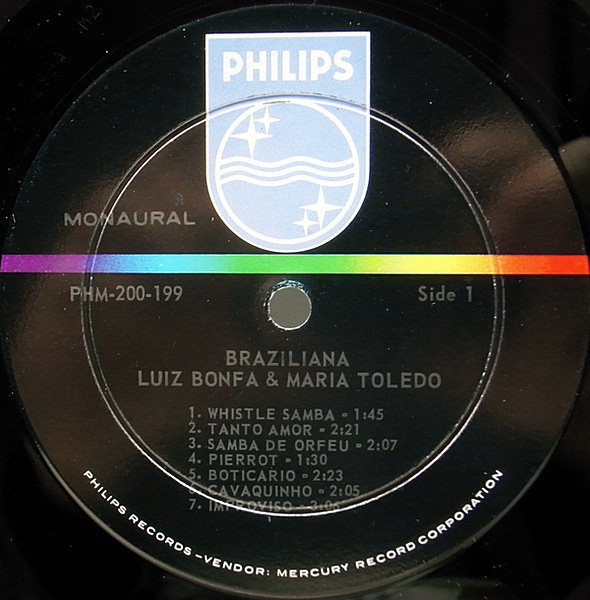 PHILIPS
MONAURAL
PHM-200-199
Side 1
BRAZILIANA
LUIZ BONFA & MARIA TOLEDO
1. WHISTLE SAMBA - 1:45
2. TANTO AMOR - 2:21
3. SAMBA DE ORFEU - 2:07
4. PIERROT - 1:30
5. BOTICARIO - 2:23
6. CAVAQUINHO - 2:05
7. IMPROVISO - 3:06
PHILIPS RECORDS - VENDOR: MERCURY RECORD CORPORATION